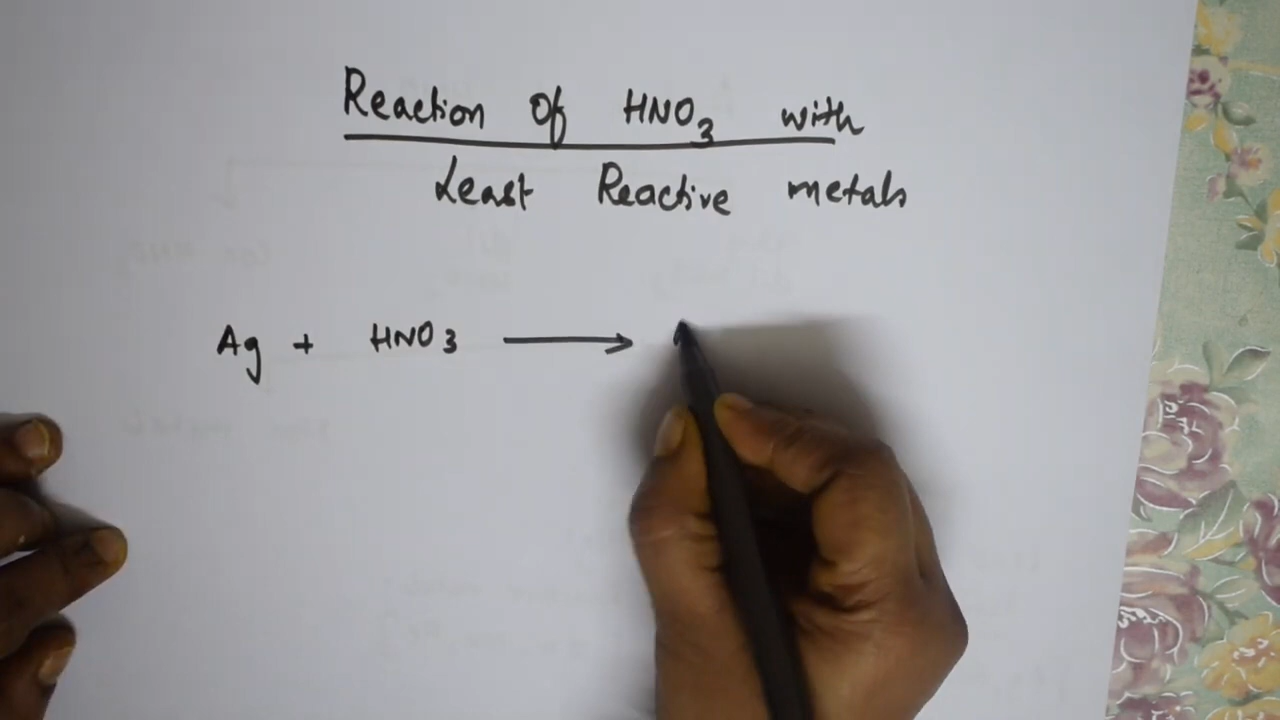 Reaction Of HNO3 with
Least Reactive metals
Ag + HNO3 ⟶